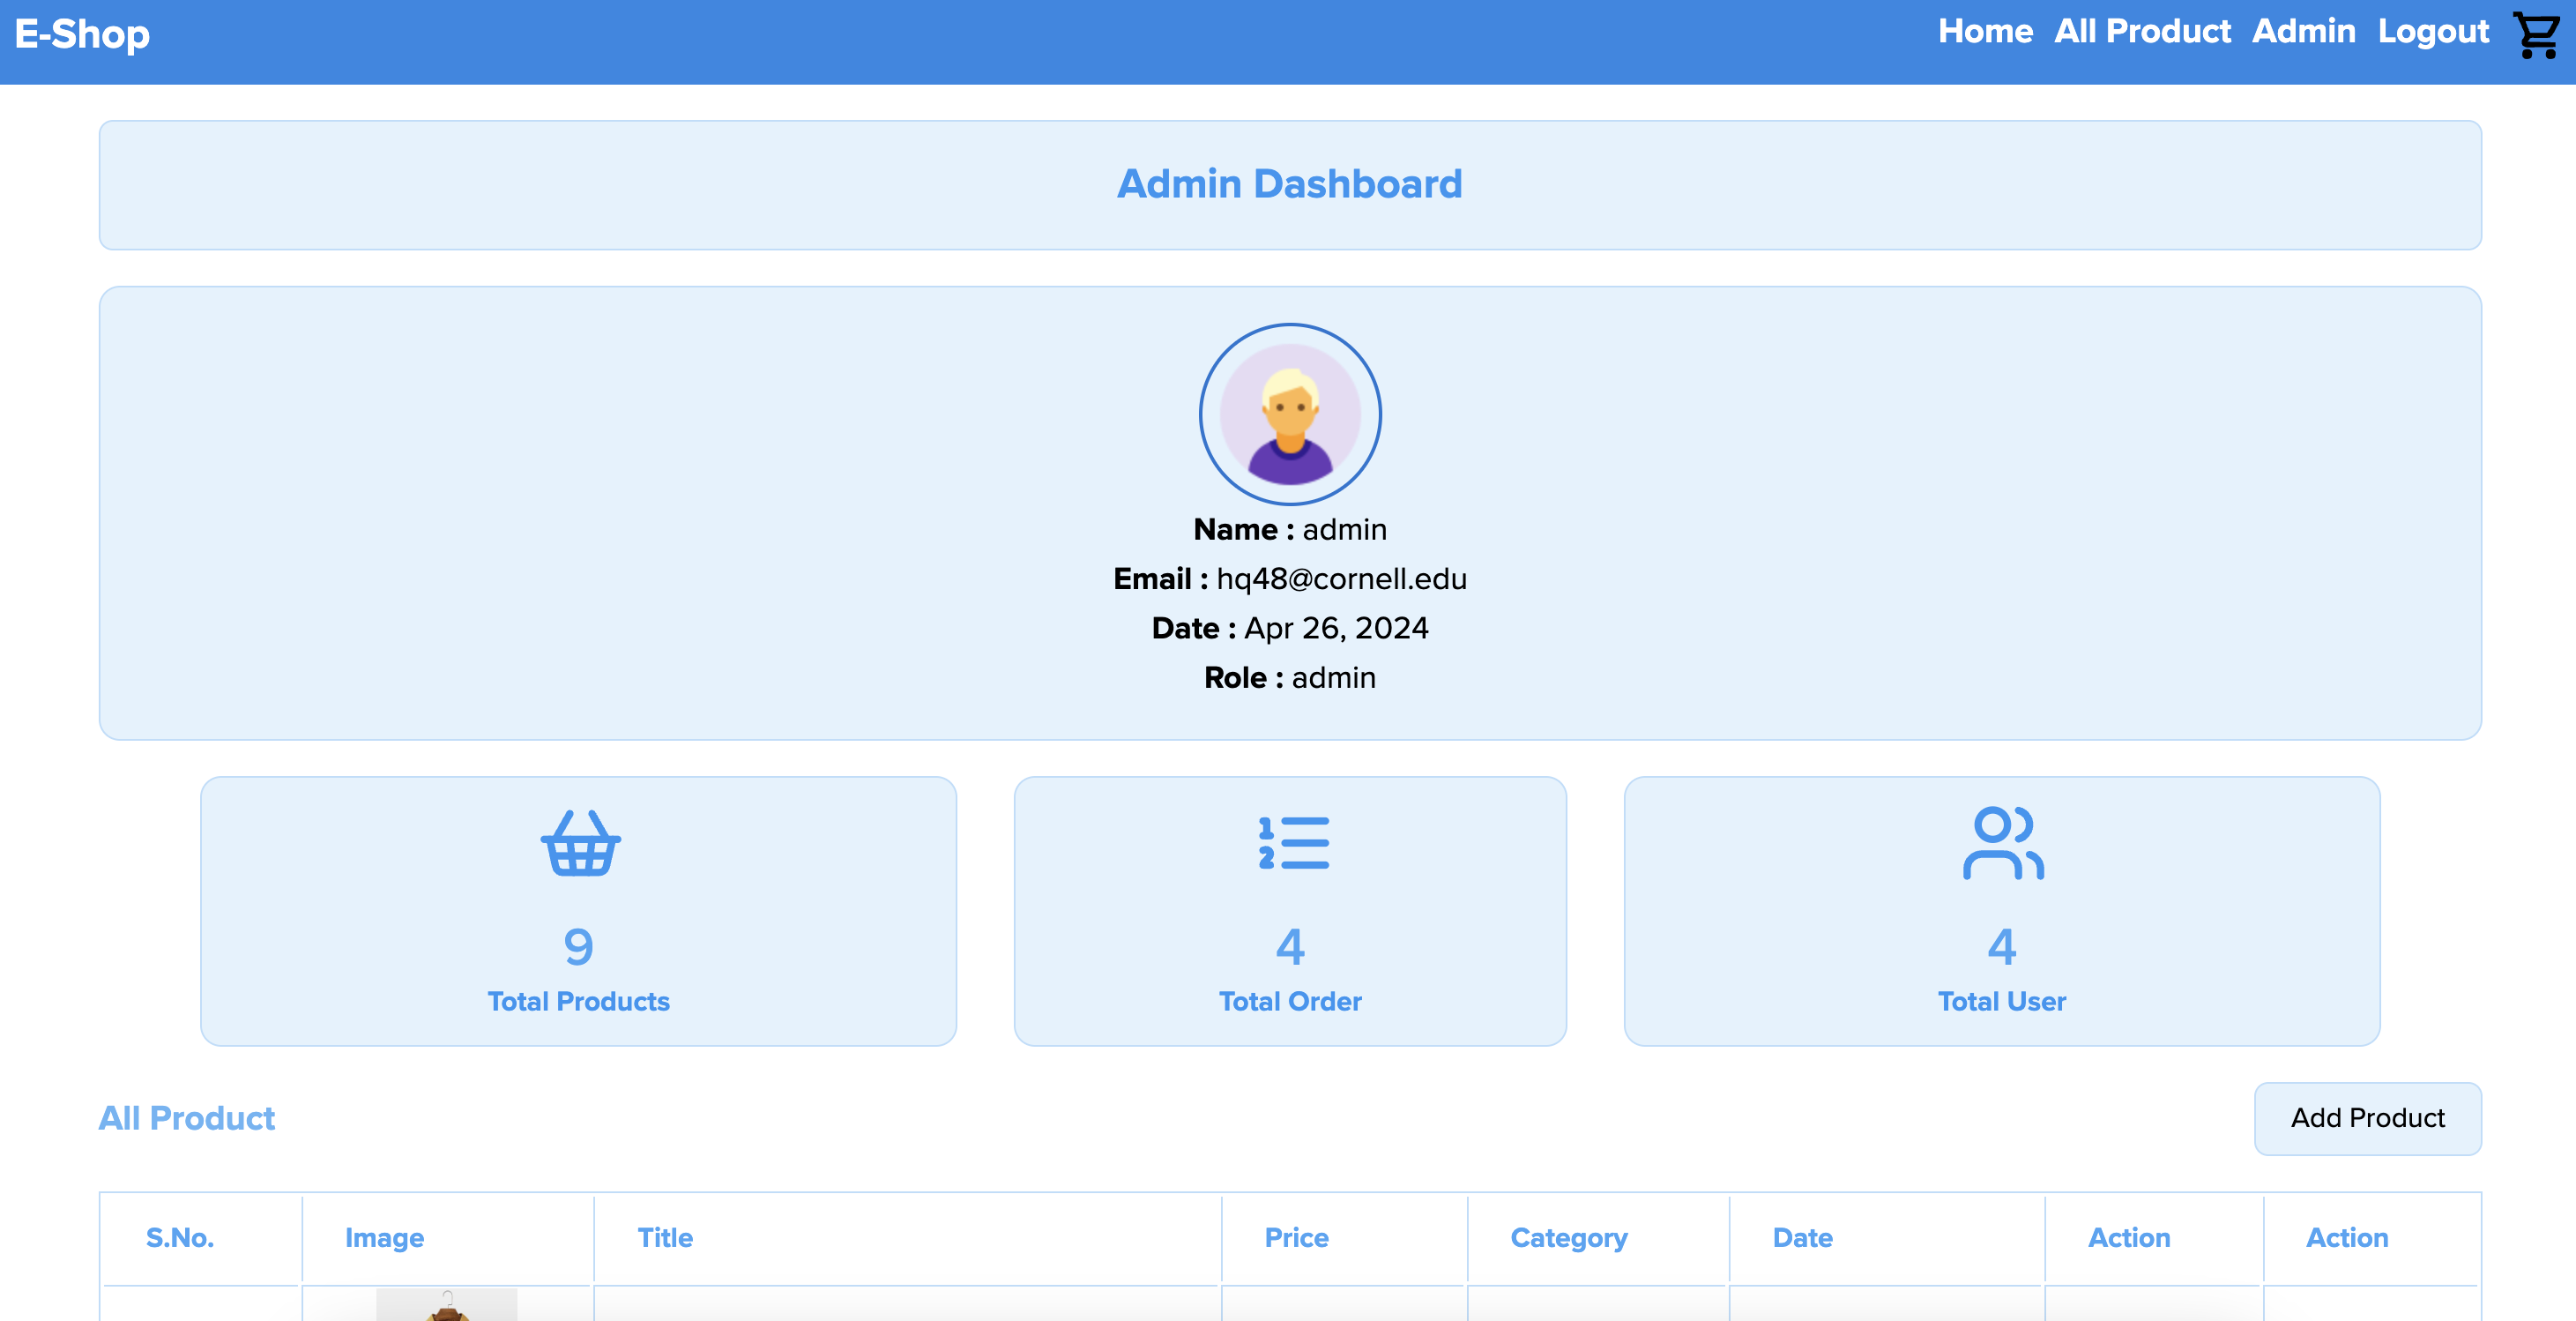 E-Shop
Home All Product Admin Logout
Admin Dashboard
Name : admin
Email : hq48@cornell.edu
Date : Apr 26, 2024
Role : admin
9
Total Products
1
2
4
Total Order
4
Total User
All Product
Add Product
S.No. Image Title Price Category Date Action Action